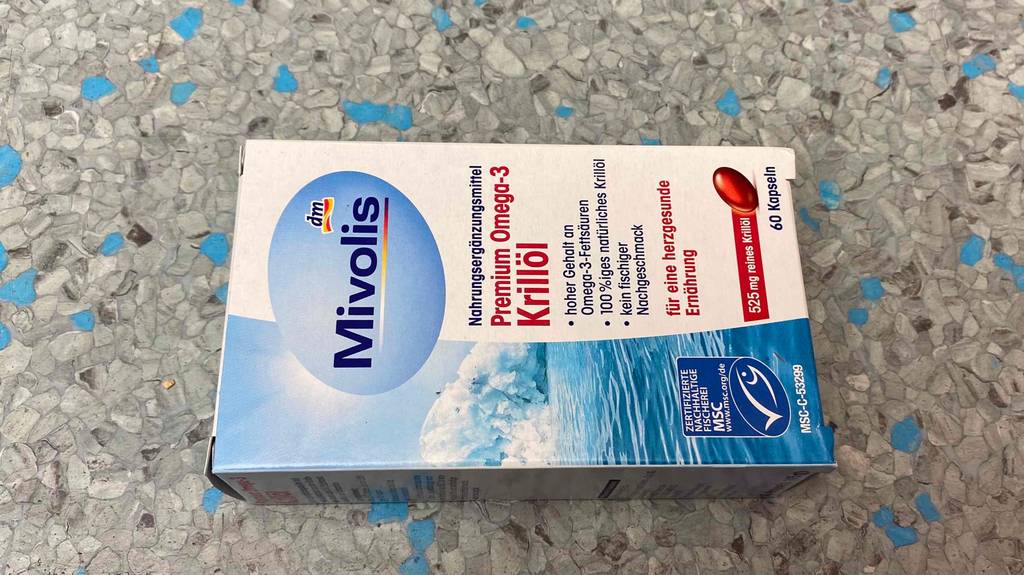 dm
Mivolis
Nahrungsergänzungsmittel
Premium Omega-3
Krillöl
• hoher Gehalt an
Omega-3-Fettsäuren
• 100 %iges natürliches Krillöl
• kein fischiger
Nachgeschmack
für eine herzgesunde
Ernährung
525 mg reines Krillöl
60 Kapseln
ZERTIFIZIERTE
NACHHALTIGE
FISCHEREI
MSC
www.msc.org/de
MSC-C-53299